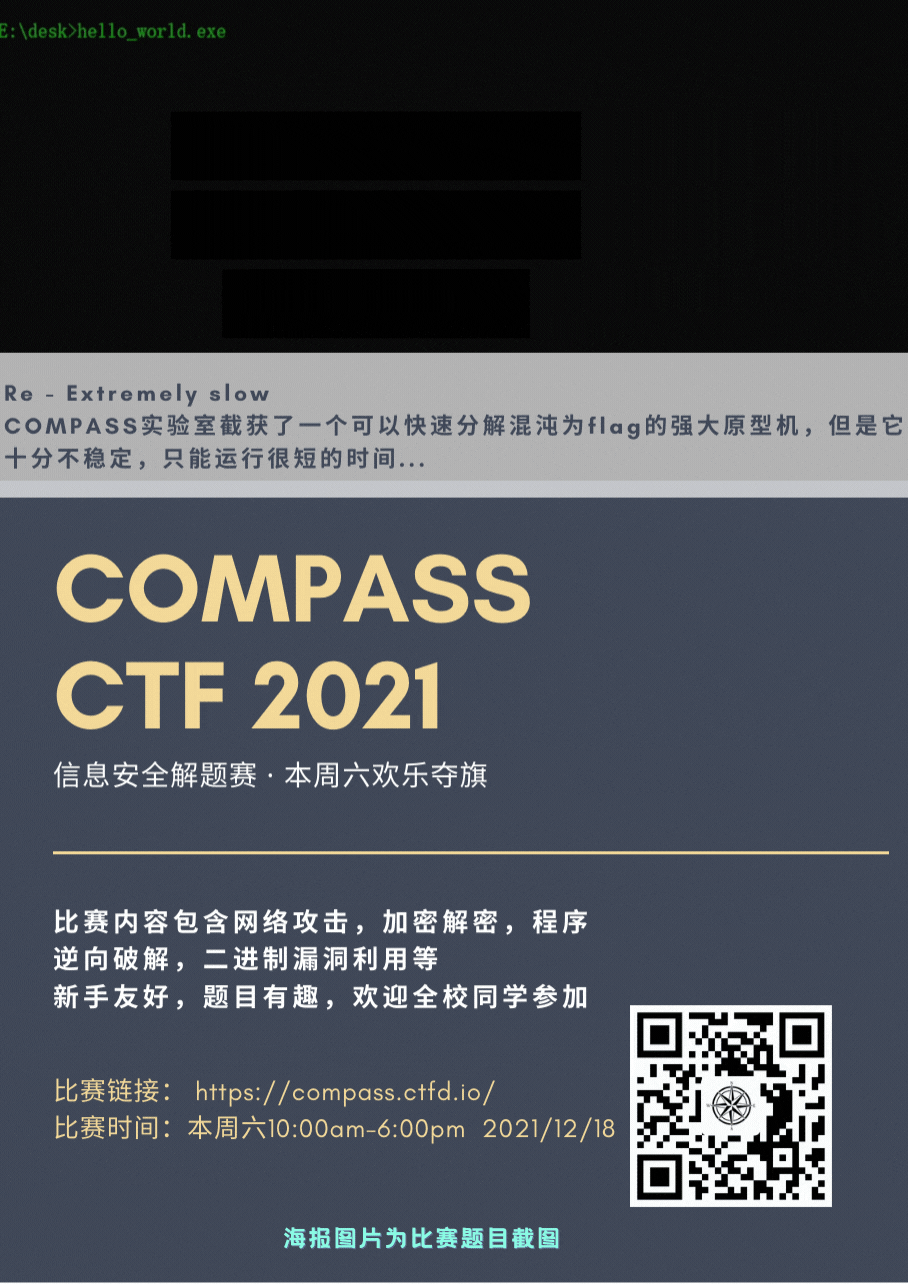 E:\desk>hello_world.exe
Re - Extremely slow
COMPASS实验室截获了一个可以快速分解混沌为flag的强大原型机，但是它
十分不稳定，只能运行很短的时间...
COMPASS
CTF 2021
信息安全解题赛 · 本周六欢乐夺旗
比赛内容包含网络攻击，加密解密，程序
逆向破解，二进制漏洞利用等
新手友好，题目有趣，欢迎全校同学参加
比赛链接： https://compass.ctfd.io/
比赛时间：本周六10:00am-6:00pm 2021/12/18
海报图片为比赛题目截图